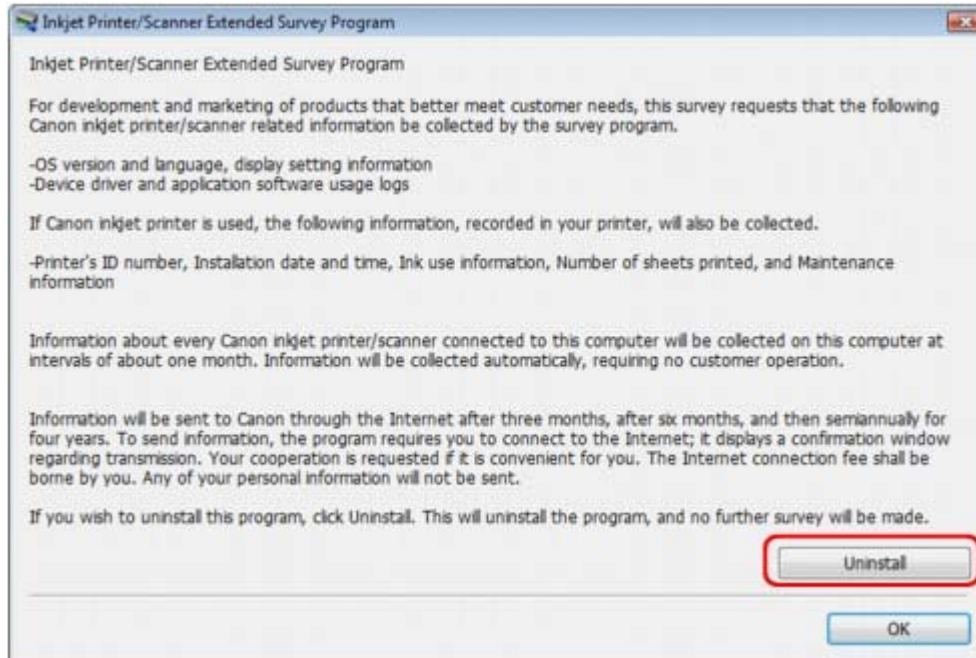 Inkjet Printer/Scanner Extended Survey Program
Inkjet Printer/Scanner Extended Survey Program
For development and marketing of products that better meet customer needs, this survey requests that the following
Canon inkjet printer/scanner related information be collected by the survey program.
-OS version and language, display setting information
-Device driver and application software usage logs
If Canon inkjet printer is used, the following information, recorded in your printer, will also be collected.
-Printer's ID number, Installation date and time, Ink use information, Number of sheets printed, and Maintenance
information
Information about every Canon inkjet printer/scanner connected to this computer will be collected on this computer at
intervals of about one month. Information will be collected automatically, requiring no customer operation.
Information will be sent to Canon through the Internet after three months, after six months, and then semiannually for
four years. To send information, the program requires you to connect to the Internet; it displays a confirmation window
regarding transmission. Your cooperation is requested if it is convenient for you. The Internet connection fee shall be
borne by you. Any of your personal information will not be sent.
If you wish to uninstall this program, click Uninstall. This will uninstall the program, and no further survey will be made.
Uninstall
OK